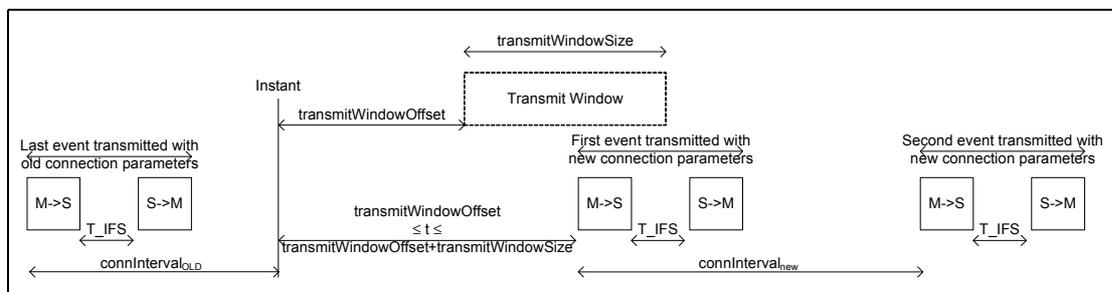 transmitWindowSize
Instant
Transmit Window
transmitWindowOffset
Last event transmitted with
old connection parameters
First event transmitted with
new connection parameters
Second event transmitted with
new connection parameters
M->S
S->M
M->S
S->M
M->S
S->M
T_IFS
T_IFS
T_IFS
transmitWindowOffset
≤ t ≤
transmitWindowOffset+transmitWindowSize
connIntervalOLD
connIntervalnew